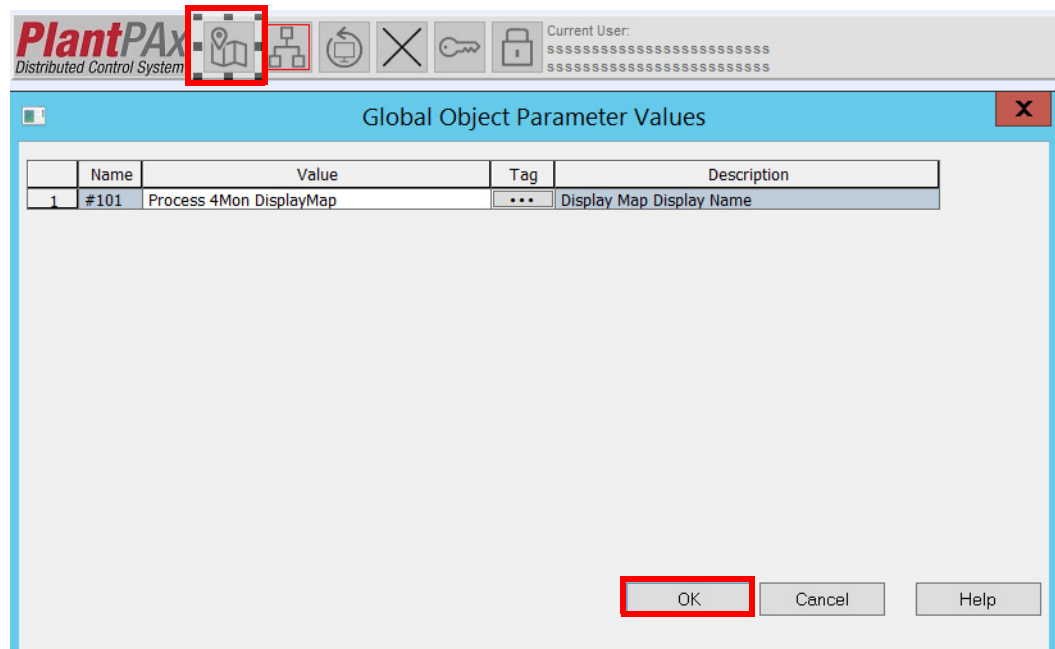 PlantPAx
Distributed Control System
Current User:
sssssssssssssssssssssssss
sssssssssssssssssssssssss
Global Object Parameter Values
X
Name Value Tag Description
1 #101 Process 4Mon DisplayMap ••• Display Map Display Name
OK Cancel Help